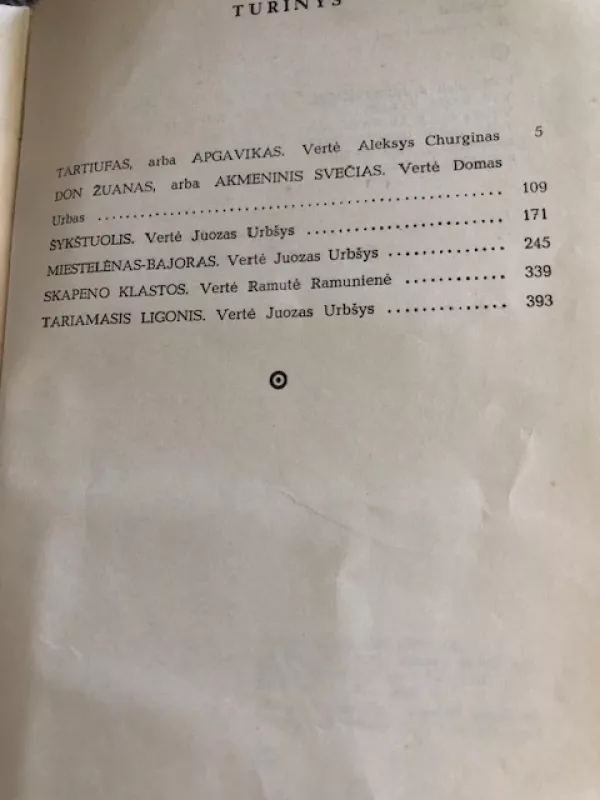 TURINYS
TARTIUFAS, arba APGAVIKAS. Vertė Aleksys Churginas 5
DON ŽUANAS, arba AKMENINIS SVEČIAS. Vertė Domas
Urbas .......... 109
ŠYKŠTUOLIS. Vertė Juozas Urbšys .......... 171
MIESTELĖNAS-BAJORAS. Vertė Juozas Urbšys .......... 245
SKAPENO KLASTOS. Vertė Ramutė Ramunienė .......... 339
TARIAMASIS LIGONIS. Vertė Juozas Urbšys .......... 393